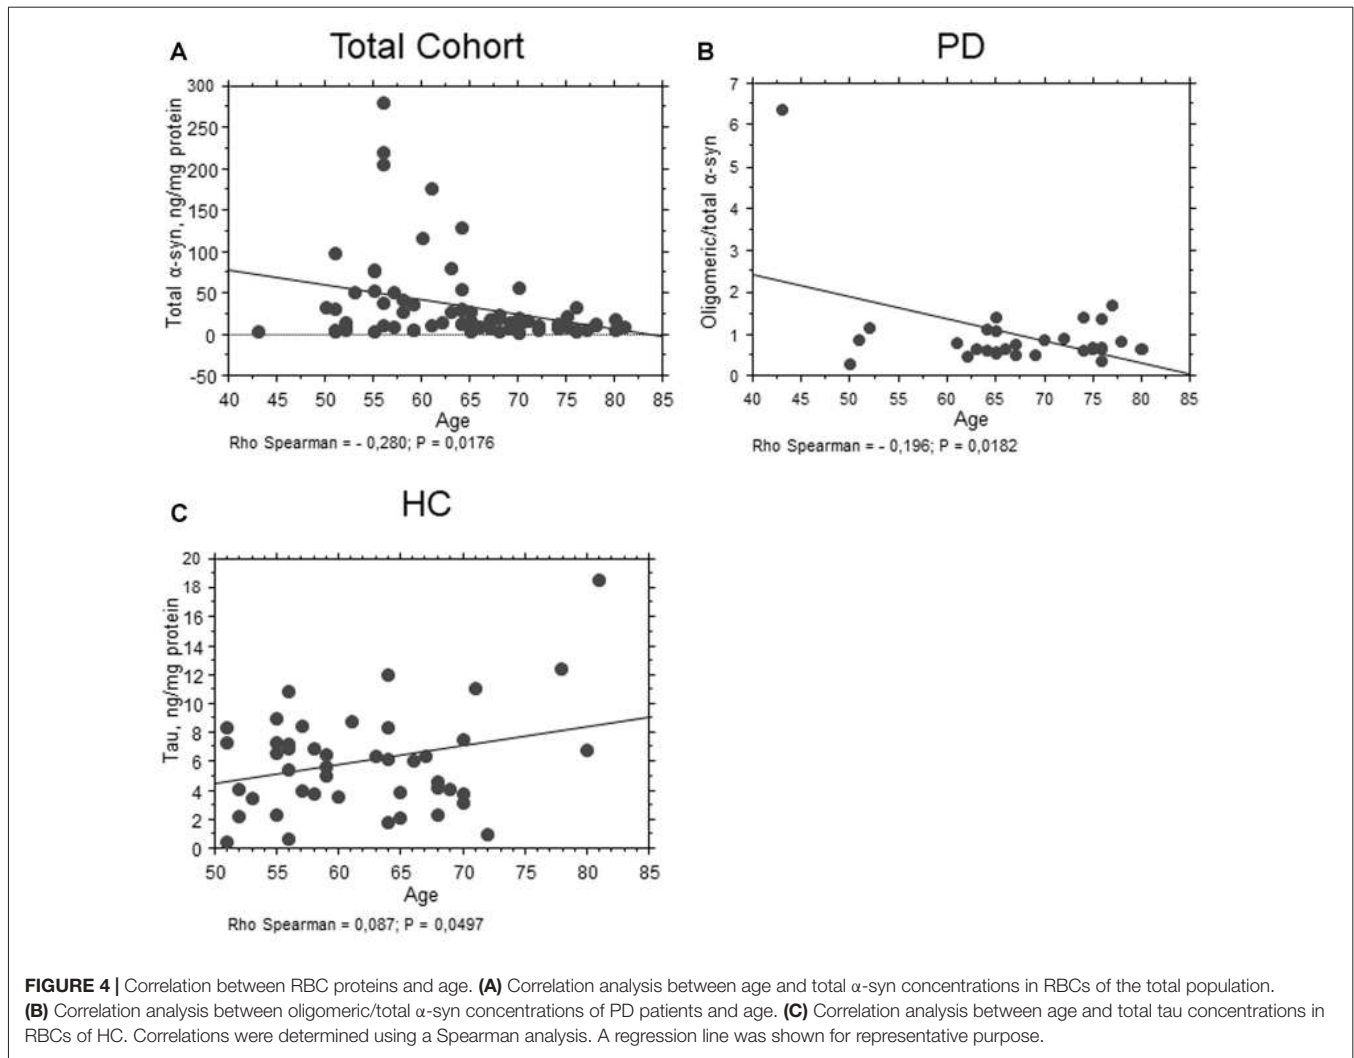 A
Total Cohort
Total α-syn, ng/mg protein
300
250
200
150
100
50
0
-50
40 45 50 55 60 65 70 75 80 85
Age
Rho Spearman = - 0,280; P = 0,0176
B
PD
Oligomeric/total α-syn
7
6
5
4
3
2
1
0
40 45 50 55 60 65 70 75 80 85
Age
Rho Spearman = - 0,196; P = 0,0182
C
HC
Tau, ng/mg protein
20
18
16
14
12
10
8
6
4
2
0
50 55 60 65 70 75 80 85
Age
Rho Spearman = 0,087; P = 0,0497
FIGURE 4 | Correlation between RBC proteins and age. (A) Correlation analysis between age and total α-syn concentrations in RBCs of the total population.
(B) Correlation analysis between oligomeric/total α-syn concentrations of PD patients and age. (C) Correlation analysis between age and total tau concentrations in
RBCs of HC. Correlations were determined using a Spearman analysis. A regression line was shown for representative purpose.